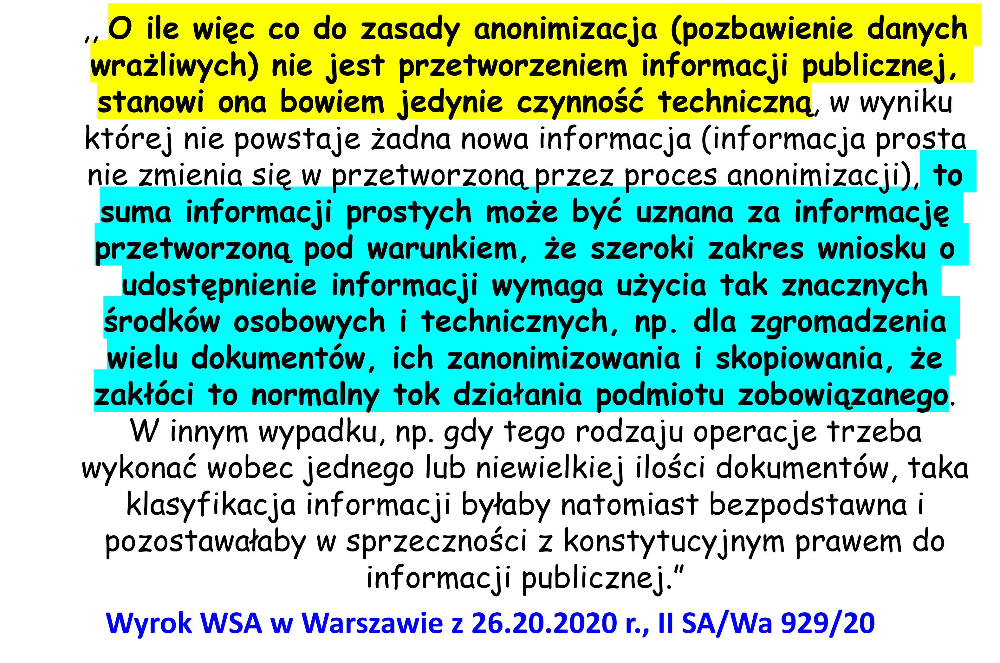 „O ile więc co do zasady anonimizacja (pozbawienie danych
wrażliwych) nie jest przetworzeniem informacji publicznej,
stanowi ona bowiem jedynie czynność techniczną, w wyniku
której nie powstaje żadna nowa informacja (informacja prosta
nie zmienia się w przetworzoną przez proces anonimizacji), to
suma informacji prostych może być uznana za informację
przetworzoną pod warunkiem, że szeroki zakres wniosku o
udostępnienie informacji wymaga użycia tak znacznych
środków osobowych i technicznych, np. dla zgromadzenia
wielu dokumentów, ich zanonimizowania i skopiowania, że
zakłóci to normalny tok działania podmiotu zobowiązanego.
W innym wypadku, np. gdy tego rodzaju operacje trzeba
wykonać wobec jednego lub niewielkiej ilości dokumentów, taka
klasyfikacja informacji byłaby natomiast bezpodstawna i
pozostawałaby w sprzeczności z konstytucyjnym prawem do
informacji publicznej.“
Wyrok WSA w Warszawie z 26.20.2020 r., II SA/Wa 929/20